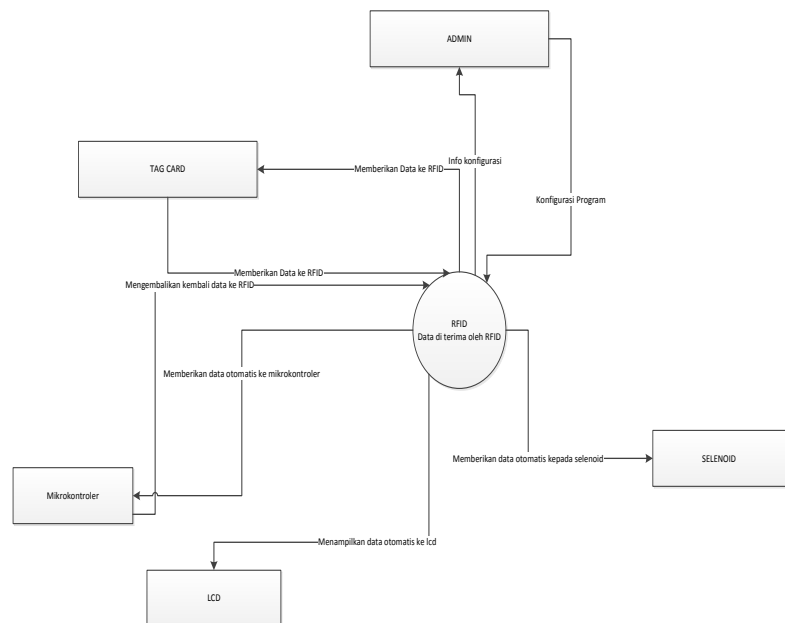 ADMIN
TAG CARD
Memberikan Data ke RFID
Info konfigurasi
Konfigurasi Program
Memberikan Data ke RFID
Mengembalikan kembali data ke RFID
RFID
Data di terima oleh RFID
Memberikan data otomatis ke mikrokontroler
Memberikan data otomatis kepada selenoid
SELENOID
Mikrokontroler
Menampilkan data otomatis ke lcd
LCD